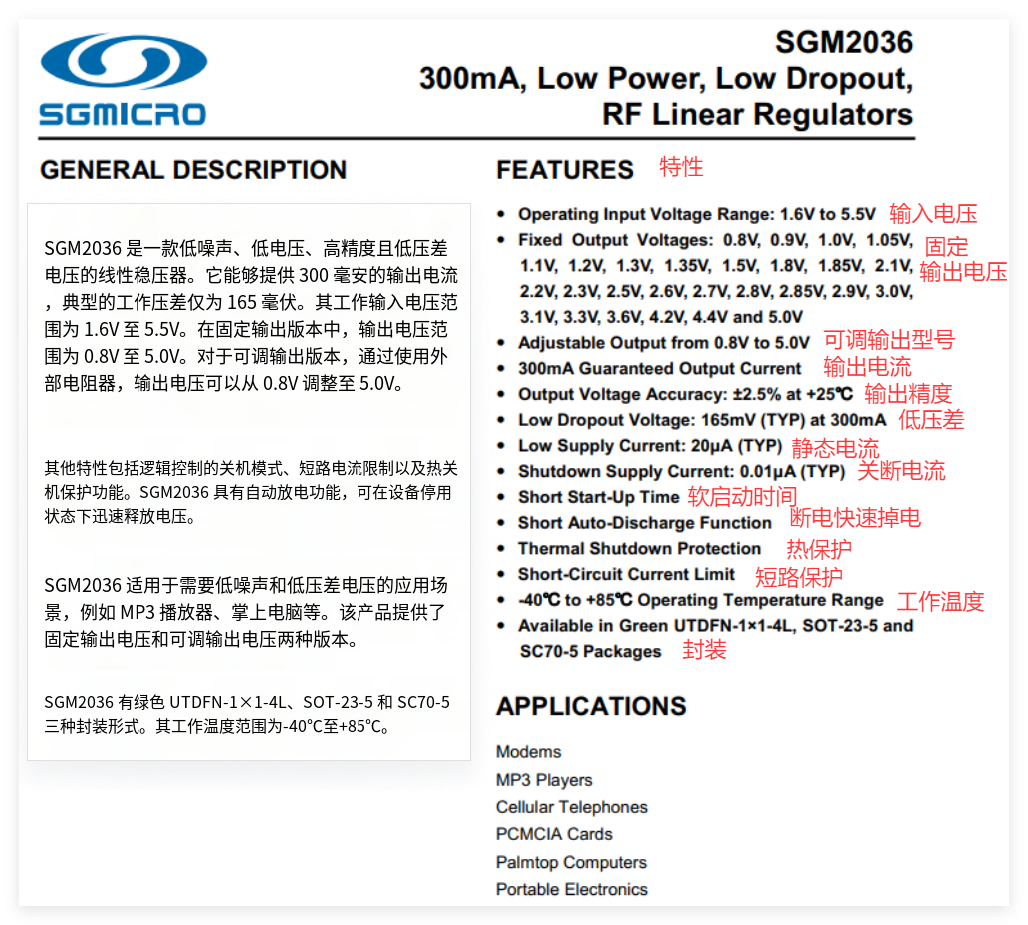 SGMICRO
SGM2036
300mA, Low Power, Low Dropout,
RF Linear Regulators
GENERAL DESCRIPTION
SGM2036 是一款低噪声、低电压、高精度且低压差
电压的线性稳压器。它能够提供 300 毫安的输出电流
，典型的工作压差仅为 165 毫伏。其工作输入电压范
围为 1.6V 至 5.5V。在固定输出版本中，输出电压范
围为 0.8V 至 5.0V。对于可调输出版本，通过使用外
部电阻器，输出电压可以从 0.8V 调整至 5.0V。
其他特性包括逻辑控制的关机模式、短路电流限制以及热关
机保护功能。SGM2036 具有自动放电功能，可在设备停用
状态下迅速释放电压。
SGM2036 适用于需要低噪声和低压差电压的应用场
景，例如 MP3 播放器、掌上电脑等。该产品提供了
固定输出电压和可调输出电压两种版本。
SGM2036 有绿色 UTDFN-1×1-4L、SOT-23-5 和 SC70-5
三种封装形式。其工作温度范围为-40℃至+85℃。
FEATURES 特性
• Operating Input Voltage Range: 1.6V to 5.5V 输入电压
• Fixed Output Voltages: 0.8V, 0.9V, 1.0V, 1.05V, 固定
1.1V, 1.2V, 1.3V, 1.35V, 1.5V, 1.8V, 1.85V, 2.1V, 输出电压
2.2V, 2.3V, 2.5V, 2.6V, 2.7V, 2.8V, 2.85V, 2.9V, 3.0V,
3.1V, 3.3V, 3.6V, 4.2V, 4.4V and 5.0V
• Adjustable Output from 0.8V to 5.0V 可调输出型号
• 300mA Guaranteed Output Current 输出电流
• Output Voltage Accuracy: ±2.5% at +25℃ 输出精度
• Low Dropout Voltage: 165mV (TYP) at 300mA 低压差
• Low Supply Current: 20μA (TYP) 静态电流
• Shutdown Supply Current: 0.01μA (TYP) 关断电流
• Short Start-Up Time 软启动时间
• Short Auto-Discharge Function 断电快速掉电
• Thermal Shutdown Protection 热保护
• Short-Circuit Current Limit 短路保护
• -40℃ to +85℃ Operating Temperature Range 工作温度
• Available in Green UTDFN-1×1-4L, SOT-23-5 and
SC70-5 Packages 封装
APPLICATIONS
Modems
MP3 Players
Cellular Telephones
PCMCIA Cards
Palmtop Computers
Portable Electronics